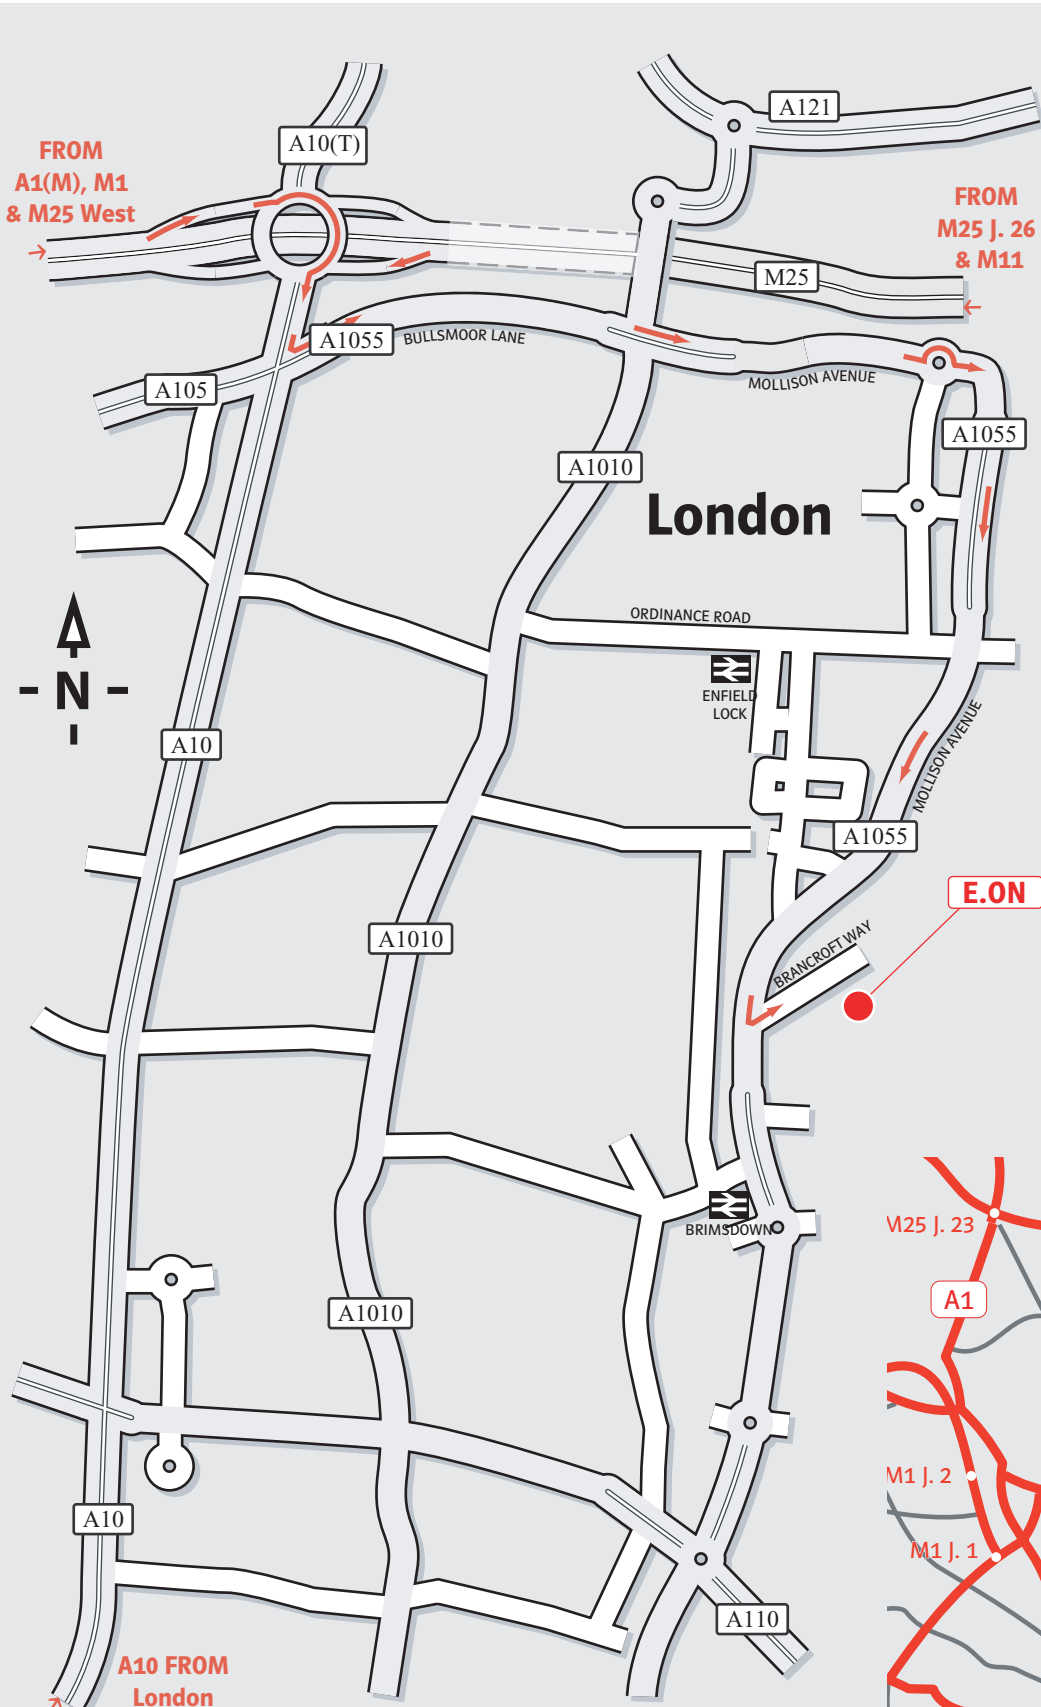 A121
A10(T)
FROM
A1(M), M1
& M25 West
FROM
M25 J. 26
& M11
M25
A1055
BULLSMOOR LANE
MOLLISON AVENUE
A105
A1055
A1010
London
ORDINANCE ROAD
ENFIELD
LOCK
N
MOLLISON AVENUE
A10
A1055
E.ON
A1010
BRANCROFT WAY
BRIMSDOWN
M25 J. 23
A1
A1010
M1 J. 2
A10
M1 J. 1
A110
A10 FROM
London